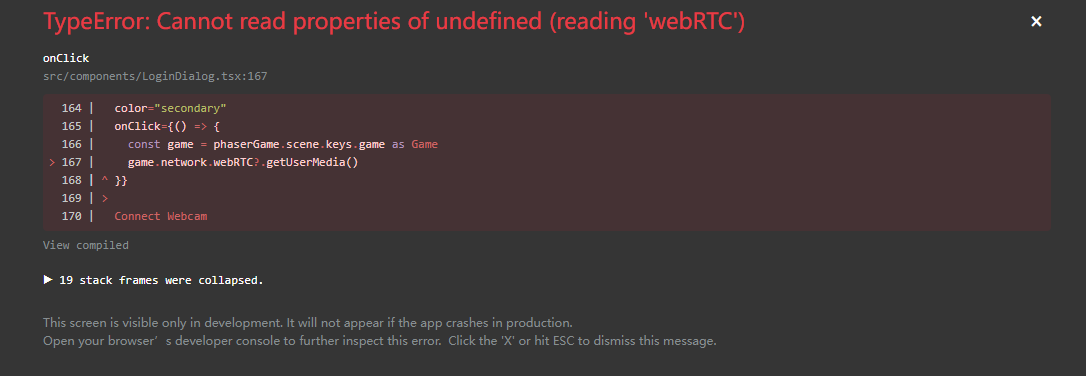 TypeError: Cannot read properties of undefined (reading 'webRTC')
×
onClick
src/components/LoginDialog.tsx:167
164 |   color="secondary"
165 |   onClick={() => {
166 |     const game = phaserGame.scene.keys.game as Game
> 167 |     game.network.webRTC?.getUserMedia()
168 | ^ }}
169 | >
170 |   Connect Webcam
View compiled
▶ 19 stack frames were collapsed.
This screen is visible only in development. It will not appear if the app crashes in production.
Open your browser’s developer console to further inspect this error.  Click the 'X' or hit ESC to dismiss this message.